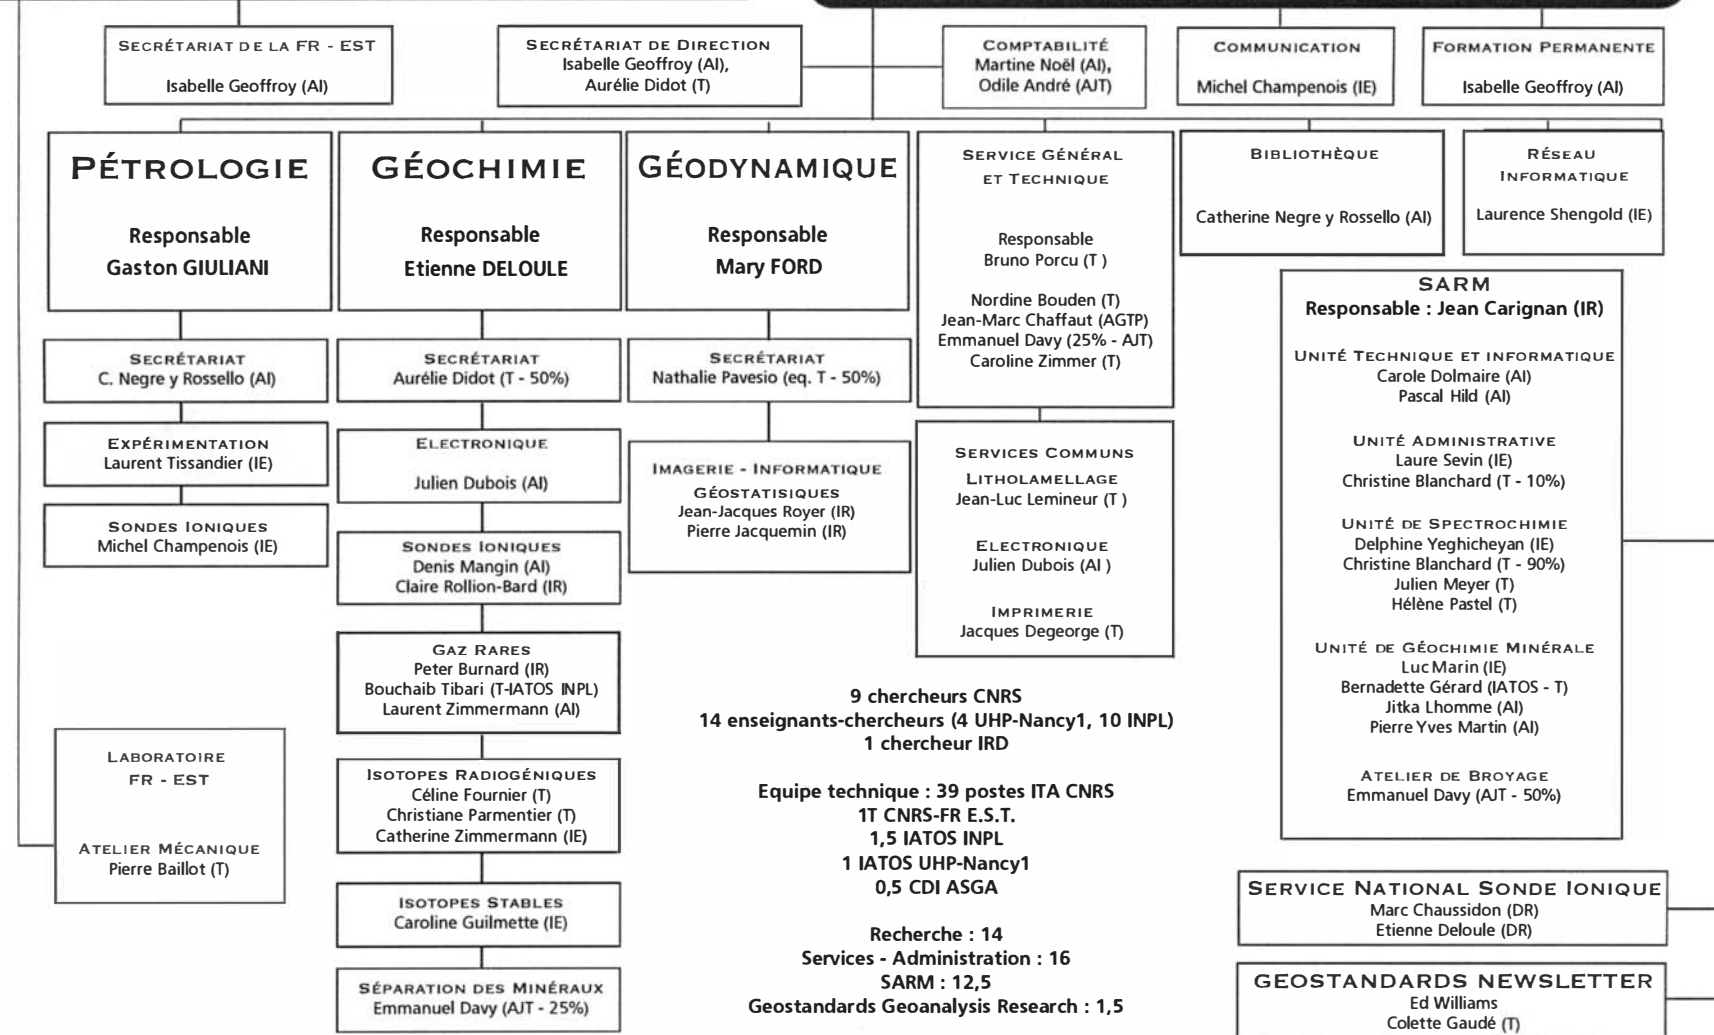 SECRÉTARIAT DE LA FR - EST
Isabelle Geoffroy (AI)
SECRÉTARIAT DE DIRECTION
Isabelle Geoffroy (AI),
Aurélie Didot (T)
COMPTABILITÉ
Martine Noël (AI),
Odile André (AJT)
COMMUNICATION
Michel Champenois (IE)
FORMATION PERMANENTE
Isabelle Geoffroy (AI)
PÉTROLOGIE
Responsable
Gaston GIULIANI
GÉOCHIMIE
Responsable
Etienne DELOULE
GÉODYNAMIQUE
Responsable
Mary FORD
SERVICE GÉNÉRAL
ET TECHNIQUE
Responsable
Bruno Porcu (T )
Nordine Bouden (T)
Jean-Marc Chaffaut (AGTP)
Emmanuel Davy (25% - AJT)
Caroline Zimmer (T)
BIBLIOTHÈQUE
Catherine Negre y Rossello (AI)
RÉSEAU
INFORMATIQUE
Laurence Shengold (IE)
SECRÉTARIAT
C. Negre y Rossello (AI)
EXPÉRIMENTATION
Laurent Tissandier (IE)
SONDES IONIQUES
Michel Champenois (IE)
SECRÉTARIAT
Aurélie Didot (T - 50%)
ELECTRONIQUE
Julien Dubois (AI)
SONDES IONIQUES
Denis Mangin (AI)
Claire Rollion-Bard (IR)
GAZ RARES
Peter Burnard (IR)
Bouchaib Tibari (T-IATOS INPL)
Laurent Zimmermann (AI)
ISOTOPES RADIOGÉNIQUES
Céline Fournier (T)
Christiane Parmentier (T)
Catherine Zimmermann (IE)
ISOTOPES STABLES
Caroline Guilmette (IE)
SÉPARATION DES MINÉRAUX
Emmanuel Davy (AJT - 25%)
SECRÉTARIAT
Nathalie Pavesio (eq. T - 50%)
IMAGERIE - INFORMATIQUE
GÉOSTATISIQUES
Jean-Jacques Royer (IR)
Pierre Jacquemin (IR)
SERVICES COMMUNS
LITHOLAMELLAGE
Jean-Luc Lemineur (T )
ELECTRONIQUE
Julien Dubois (AI )
IMPRIMERIE
Jacques Degeorge (T)
SARM
Responsable : Jean Carignan (IR)
UNITÉ TECHNIQUE ET INFORMATIQUE
Carole Dolmaire (AI)
Pascal Hild (AI)
UNITÉ ADMINISTRATIVE
Laure Sevin (IE)
Christine Blanchard (T - 10%)
UNITÉ DE SPECTROCHIMIE
Delphine Yeghicheyan (IE)
Christine Blanchard (T - 90%)
Julien Meyer (T)
Hélène Pastel (T)
UNITÉ DE GÉOCHIMIE MINÉRALE
Luc Marin (IE)
Bernadette Gérard (IATOS - T)
Jitka Lhomme (AI)
Pierre Yves Martin (AI)
ATELIER DE BROYAGE
Emmanuel Davy (AJT - 50%)
LABORATOIRE
FR - EST
ATELIER MÉCANIQUE
Pierre Baillot (T)
9 chercheurs CNRS
14 enseignants-chercheurs (4 UHP-Nancy1, 10 INPL)
1 chercheur IRD
Equipe technique : 39 postes ITA CNRS
1T CNRS-FR E.S.T.
1,5 IATOS INPL
1 IATOS UHP-Nancy1
0,5 CDI ASGA
Recherche : 14
Services - Administration : 16
SARM : 12,5
Geostandards Geoanalysis Research : 1,5
SERVICE NATIONAL SONDE IONIQUE
Marc Chaussidon (DR)
Etienne Deloule (DR)
GEOSTANDARDS NEWSLETTER
Ed Williams
Colette Gaudé (T)